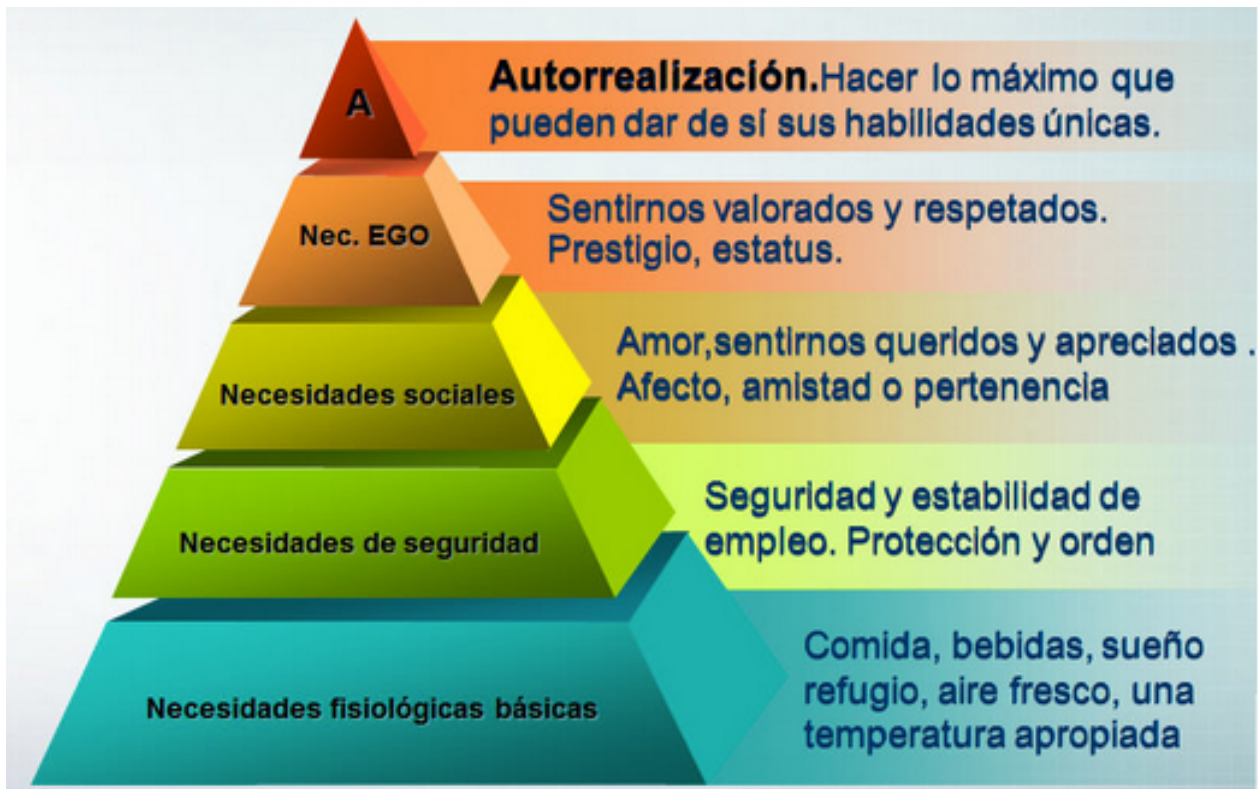 A
Autorrealización.Hacer lo máximo que
pueden dar de sí sus habilidades únicas.
Nec. EGO
Sentirnos valorados y respetados.
Prestigio, estatus.
Necesidades sociales
Amor,sentirnos queridos y apreciados .
Afecto, amistad o pertenencia
Necesidades de seguridad
Seguridad y estabilidad de
empleo. Protección y orden
Necesidades fisiológicas básicas
Comida, bebidas, sueño
refugio, aire fresco, una
temperatura apropiada